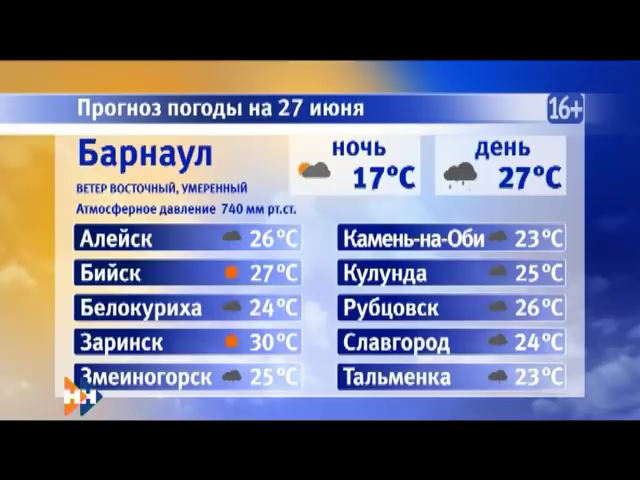 Прогноз погоды на 27 июня 16+
Барнаул
ночь 17°C
день 27°C
ВЕТЕР ВОСТОЧНЫЙ, УМЕРЕННЫЙ
Атмосферное давление 740 мм рт.ст.
Алейск 26°C
Бийск 27°C
Белокуриха 24°C
Заринск 30°C
Змеиногорск 25°C
Камень-на-Оби 23°C
Кулунда 25°C
Рубцовск 26°C
Славгород 24°C
Тальменка 23°C
НН